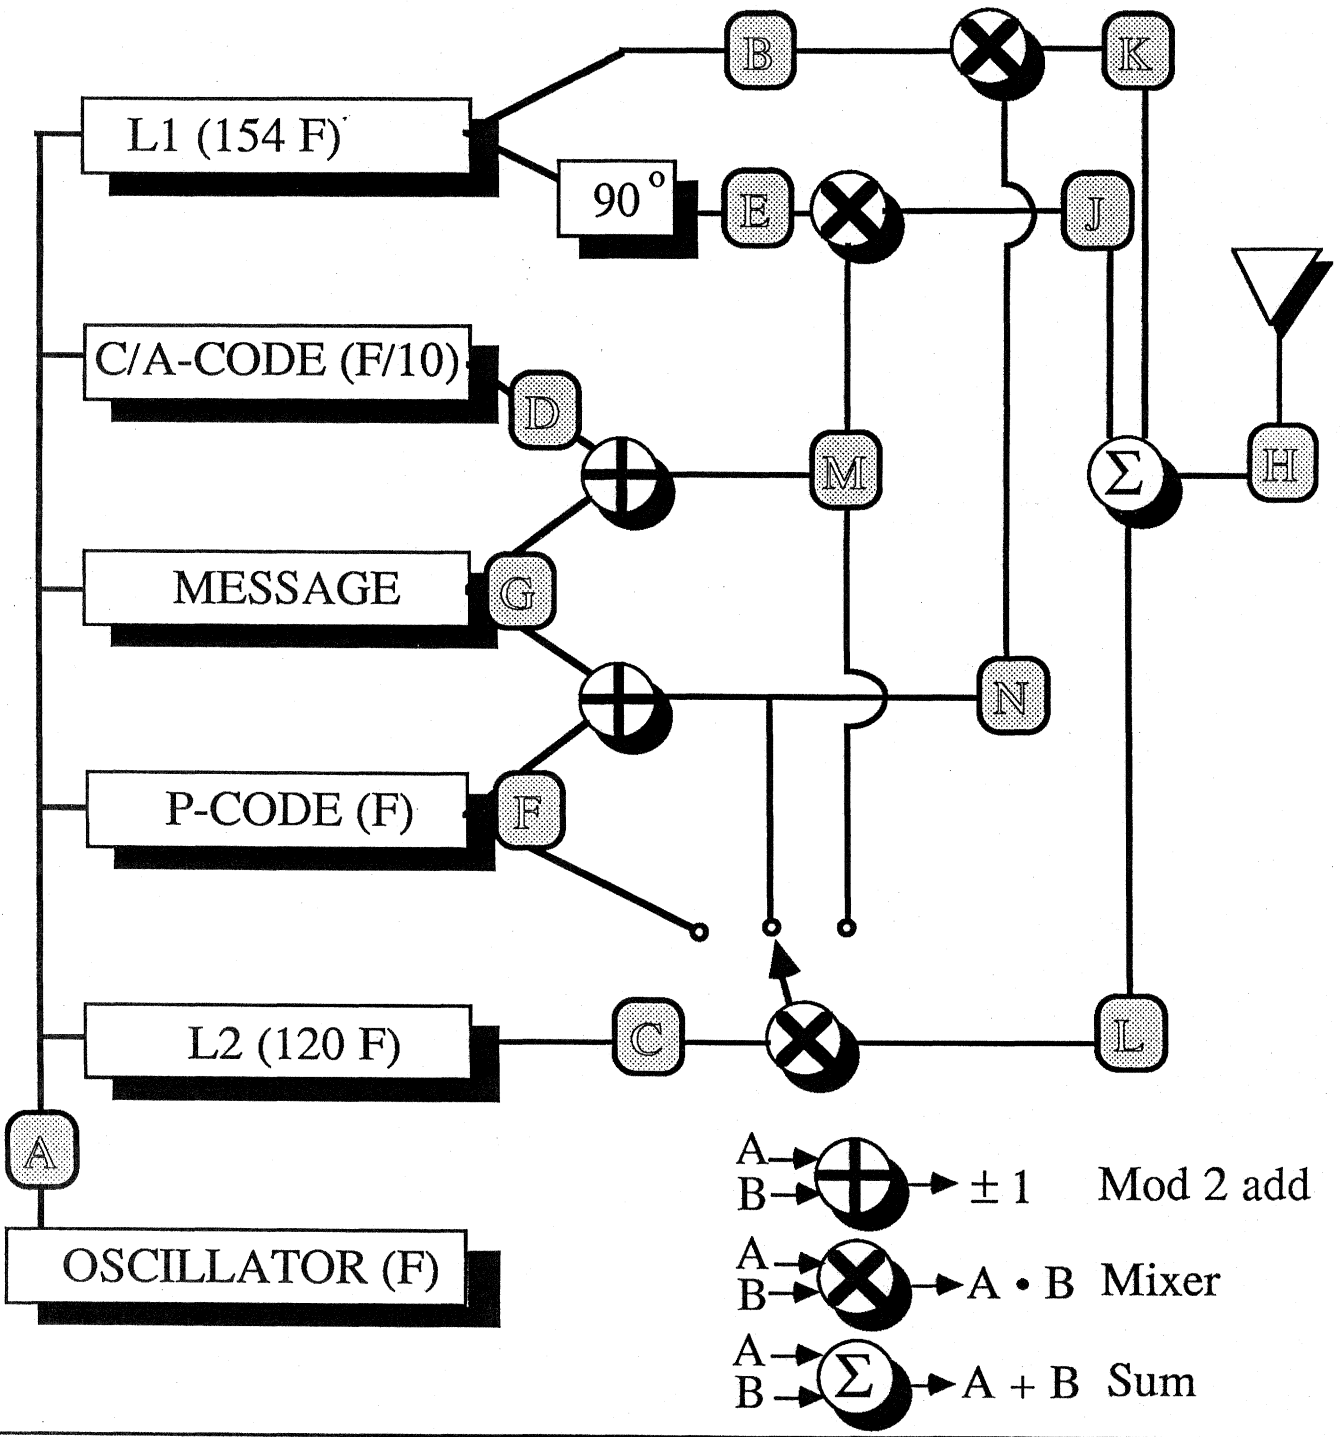 B
K
L1 (154 F)
90°
E
J
C/A-CODE (F/10)
D
M
Σ
H
MESSAGE
G
N
P-CODE (F)
F
L2 (120 F)
C
L
A
OSCILLATOR (F)
A
B
± 1 Mod 2 add
A
B
A • B Mixer
A
B
Σ
A + B Sum